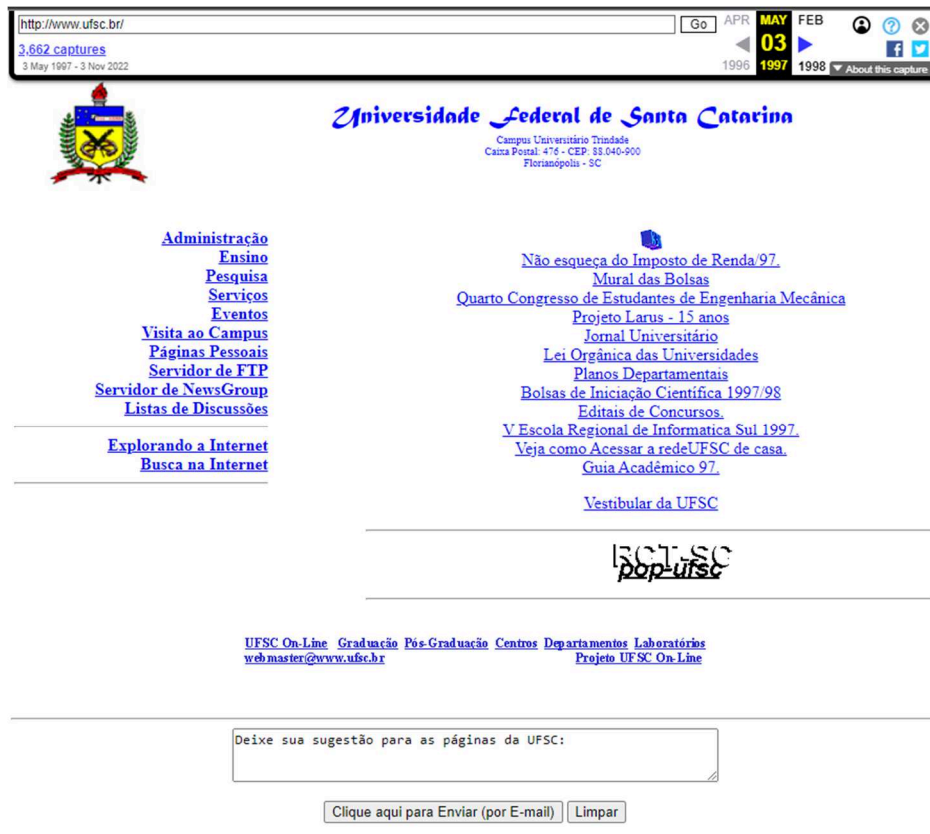 http://www.ufsc.br/ Go APR MAY FEB
3,662 captures 03
3 May 1997 - 3 Nov 2022 1996 1997 1998 ▼ About this capture
Universidade Federal de Santa Catarina
Campus Universitário Trindade
Caixa Postal: 476 - CEP: 88.040-900
Florianópolis - SC
Administração
Ensino
Pesquisa
Serviços
Eventos
Visita ao Campus
Páginas Pessoais
Servidor de FTP
Servidor de NewsGroup
Listas de Discussões
Explorando a Internet
Busca na Internet
Não esqueça do Imposto de Renda/97.
Mural das Bolsas
Quarto Congresso de Estudantes de Engenharia Mecânica
Projeto Larus - 15 anos
Jornal Universitário
Lei Orgânica das Universidades
Planos Departamentais
Bolsas de Iniciação Científica 1997/98
Editais de Concursos.
V Escola Regional de Informatica Sul 1997.
Veja como Acessar a redeUFSC de casa.
Guia Acadêmico 97.
Vestibular da UFSC
RCT-SC
pop-ufsc
UFSC On-Line Graduação Pós-Graduação Centros Departamentos Laboratórios
webmaster@www.ufsc.br Projeto UFSC On-Line
Deixe sua sugestão para as páginas da UFSC:
Clique aqui para Enviar (por E-mail) Limpar